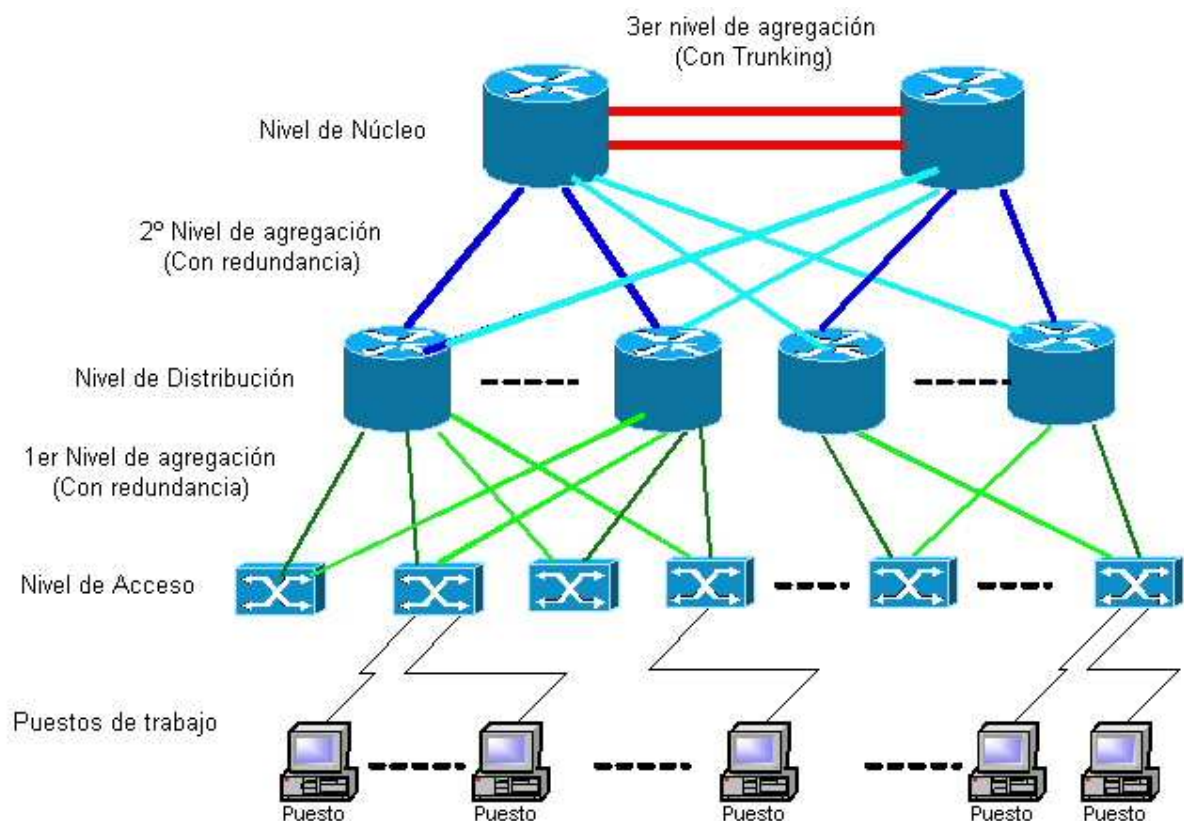 3er nivel de agregación
(Con Trunking)
Nivel de Núcleo
2º Nivel de agregación
(Con redundancia)
Nivel de Distribución
1er Nivel de agregación
(Con redundancia)
Nivel de Acceso
Puestos de trabajo
Puesto
Puesto
Puesto
Puesto
Puesto